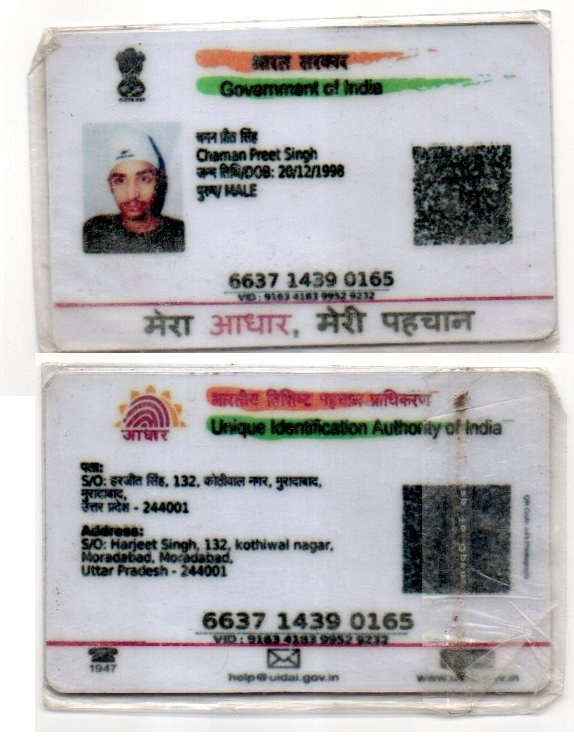 भारत सरकार
Government of India
चमन प्रीत सिंह
Chaman Preet Singh
जन्म तिथि/DOB: 20/12/1998
पुरुष/ MALE
6637 1439 0165
VID : 9163 4183 9952 9232
मेरा आधार, मेरी पहचान
भारतीय विशिष्ट पहचान प्राधिकरण
आधार
Unique Identification Authority of India
पता:
S/O: हरजीत सिंह, 132, कोठीवाल नगर, मुरादाबाद,
मुरादाबाद,
उत्तर प्रदेश - 244001
Address:
S/O: Harjeet Singh, 132, kothiwal nagar,
Moradabad, Moradabad,
Uttar Pradesh - 244001
6637 1439 0165
VID : 9163 4183 9952 9232
1947
help@uidai.gov.in